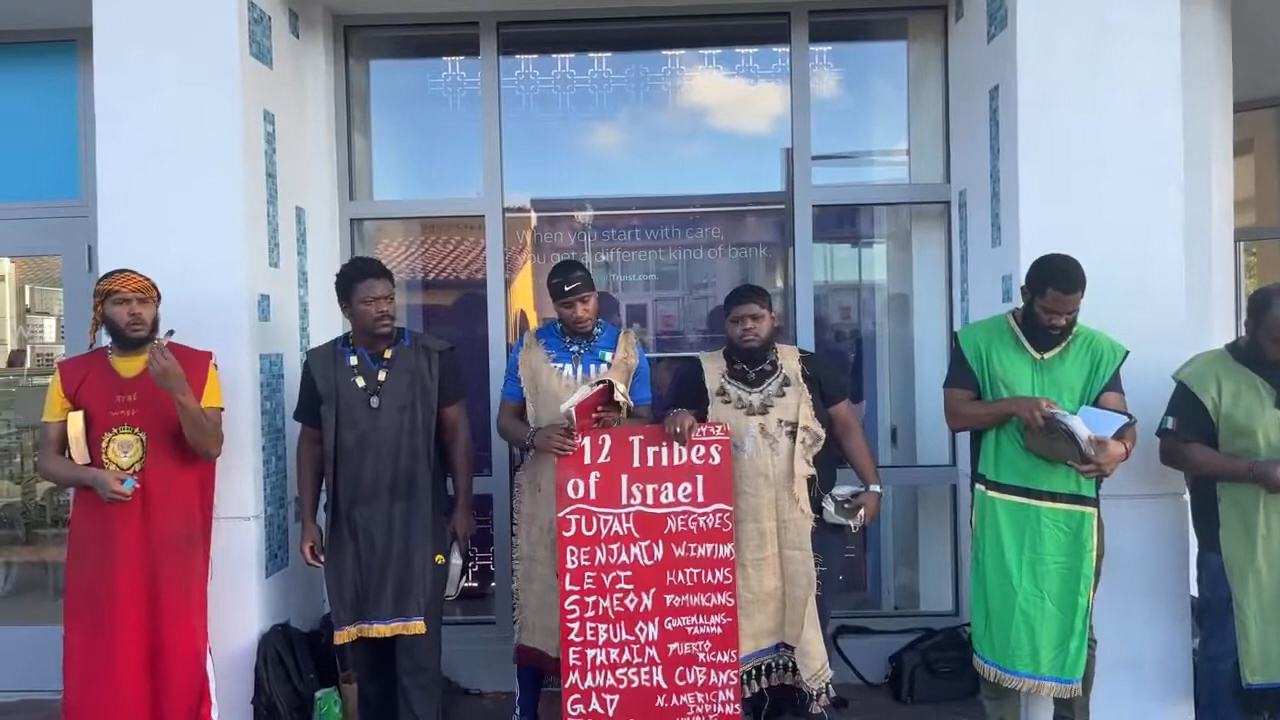 When you start with care,
you get a different kind of bank.
Truist.com.
ITALIA
12 Tribes
of Israel
JUDAH NEGROES
BENJAMIN W.INDIANS
LEVI HAITIANS
SIMEON DOMINICANS
ZEBULON GUATEMALANS-
PANAMA
EPHRAIM PUERTO
RICANS
MANASSEH CUBANS
GAD N.AMERICAN
INDIANS